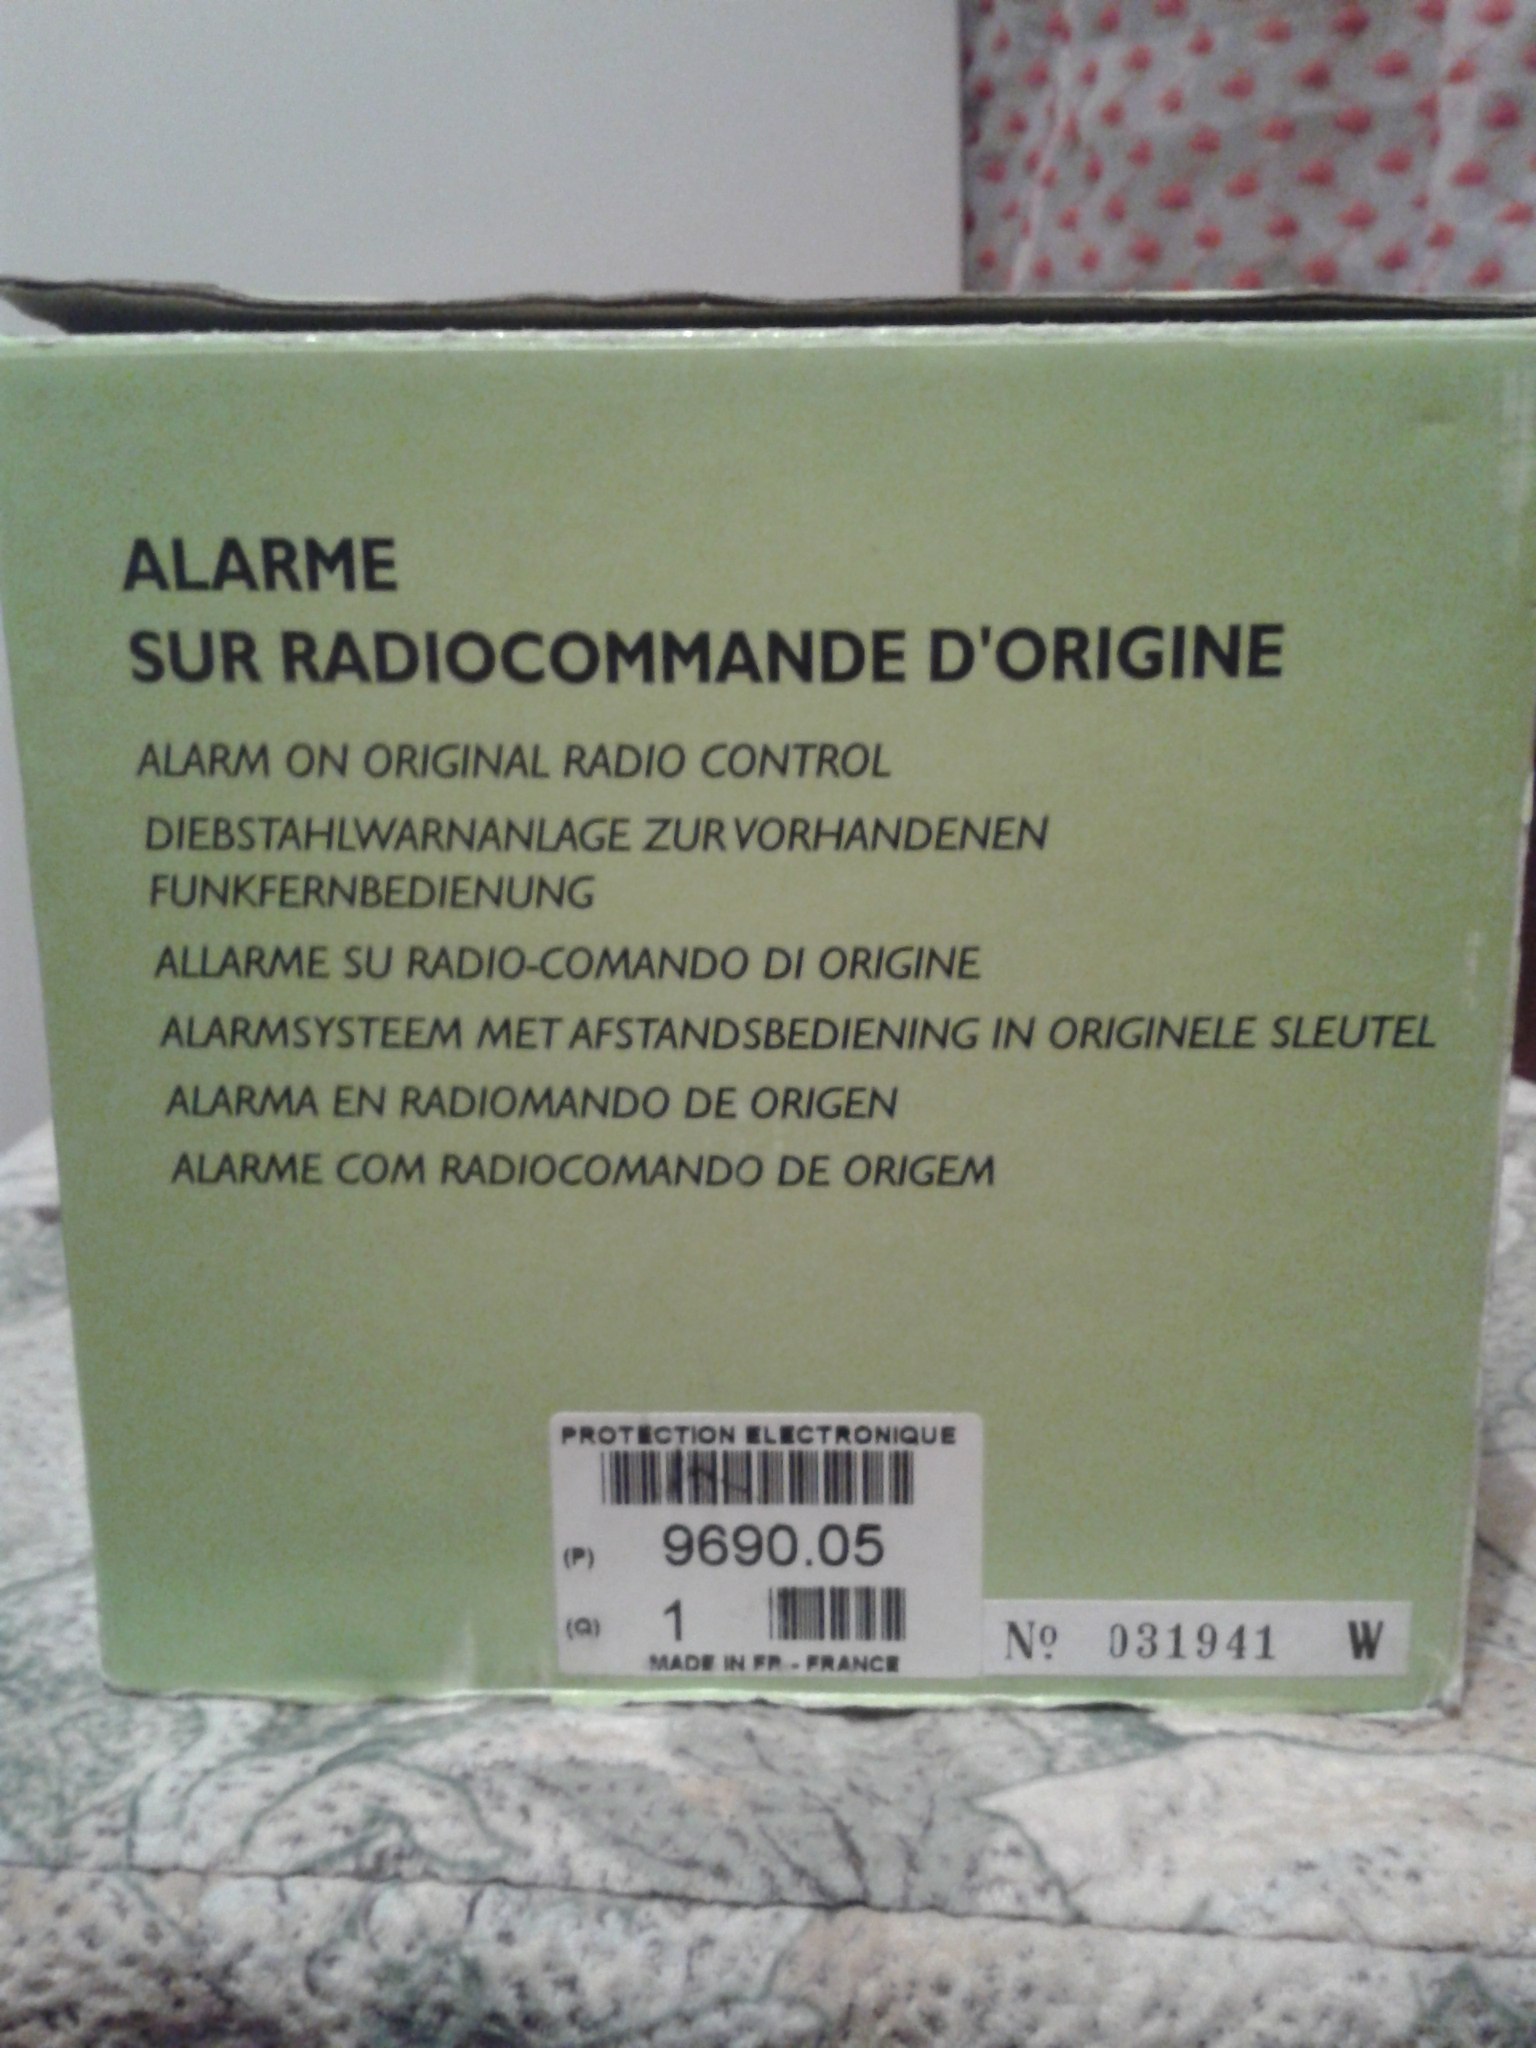 ALARME
SUR RADIOCOMMANDE D'ORIGINE
ALARM ON ORIGINAL RADIO CONTROL
DIEBSTAHLWARNANLAGE ZUR VORHANDENEN
FUNKFERNBEDIENUNG
ALLARME SU RADIO-COMANDO DI ORIGINE
ALARMSYSTEEM MET AFSTANDSBEDIENING IN ORIGINELE SLEUTEL
ALARMA EN RADIOMANDO DE ORIGEN
ALARME COM RADIOCOMANDO DE ORIGEM
PROTECTION ELECTRONIQUE
(P) 9690.05
(Q) 1
MADE IN FR - FRANCE
Nº 031941 W